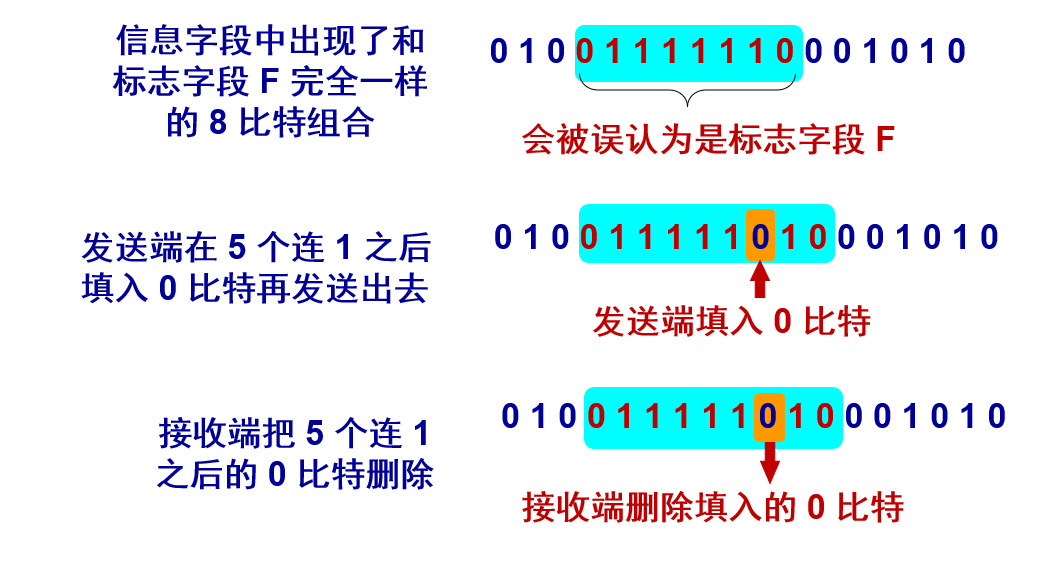 信息字段中出现了和
标志字段 F 完全一样
的 8 比特组合
0 1 0 0 1 1 1 1 1 1 0 0 0 1 0 1 0
会被误认为是标志字段 F
发送端在 5 个连 1 之后
填入 0 比特再发送出去
0 1 0 0 1 1 1 1 1 0 1 0 0 0 1 0 1 0
发送端填入 0 比特
接收端把 5 个连 1
之后的 0 比特删除
0 1 0 0 1 1 1 1 1 0 1 0 0 0 1 0 1 0
接收端删除填入的 0 比特